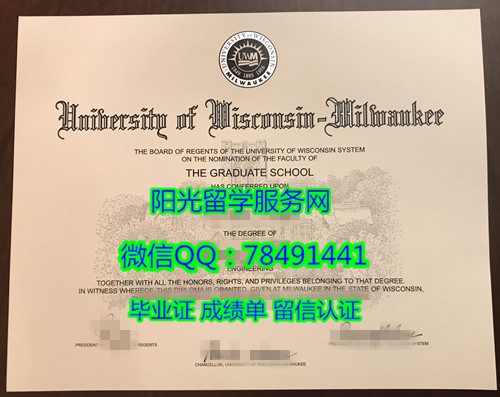 UNIVERSITY OF WISCONSIN
UWM
MILWAUKEE
University of Wisconsin-Milwaukee
THE BOARD OF REGENTS OF THE UNIVERSITY OF WISCONSIN SYSTEM
ON THE NOMINATION OF THE FACULTY OF
THE GRADUATE SCHOOL
HAS CONFERRED UPON
阳光留学服务网
THE DEGREE OF
微信QQ：78491441
ENGINEERING
TOGETHER WITH ALL THE HONORS, RIGHTS, AND PRIVILEGES BELONGING TO THAT DEGREE.
IN WITNESS WHEREOF, THIS DIPLOMA IS GRANTED, GIVEN AT MILWAUKEE IN THE STATE OF WISCONSIN,
毕业证 成绩单 留信认证
PRESIDENT REGENTS
SYSTEM
CHANCELLOR, UNIVERSITY OF WISCONSIN-MILWAUKEE